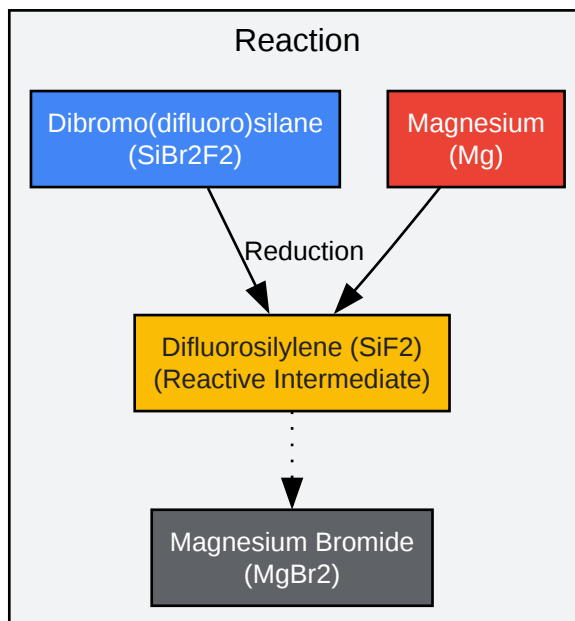 Reaction
Dibromo(difluoro)silane
(SiBr2F2)
Magnesium
(Mg)
Reduction
Difluorosilylene (SiF2)
(Reactive Intermediate)
Magnesium Bromide
(MgBr2)